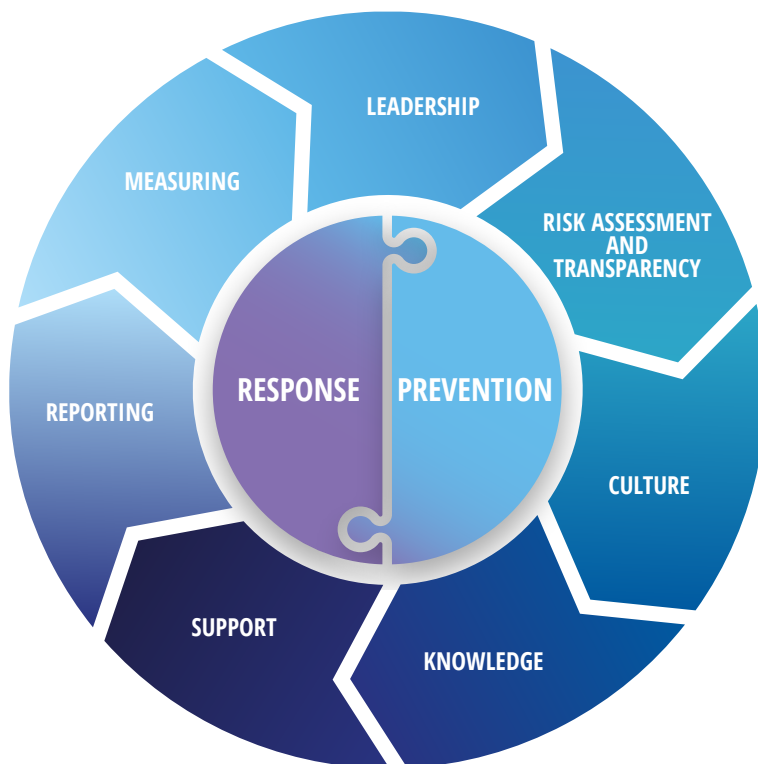 LEADERSHIP
RISK ASSESSMENT
AND
TRANSPARENCY
CULTURE
KNOWLEDGE
SUPPORT
REPORTING
MEASURING
RESPONSE
PREVENTION